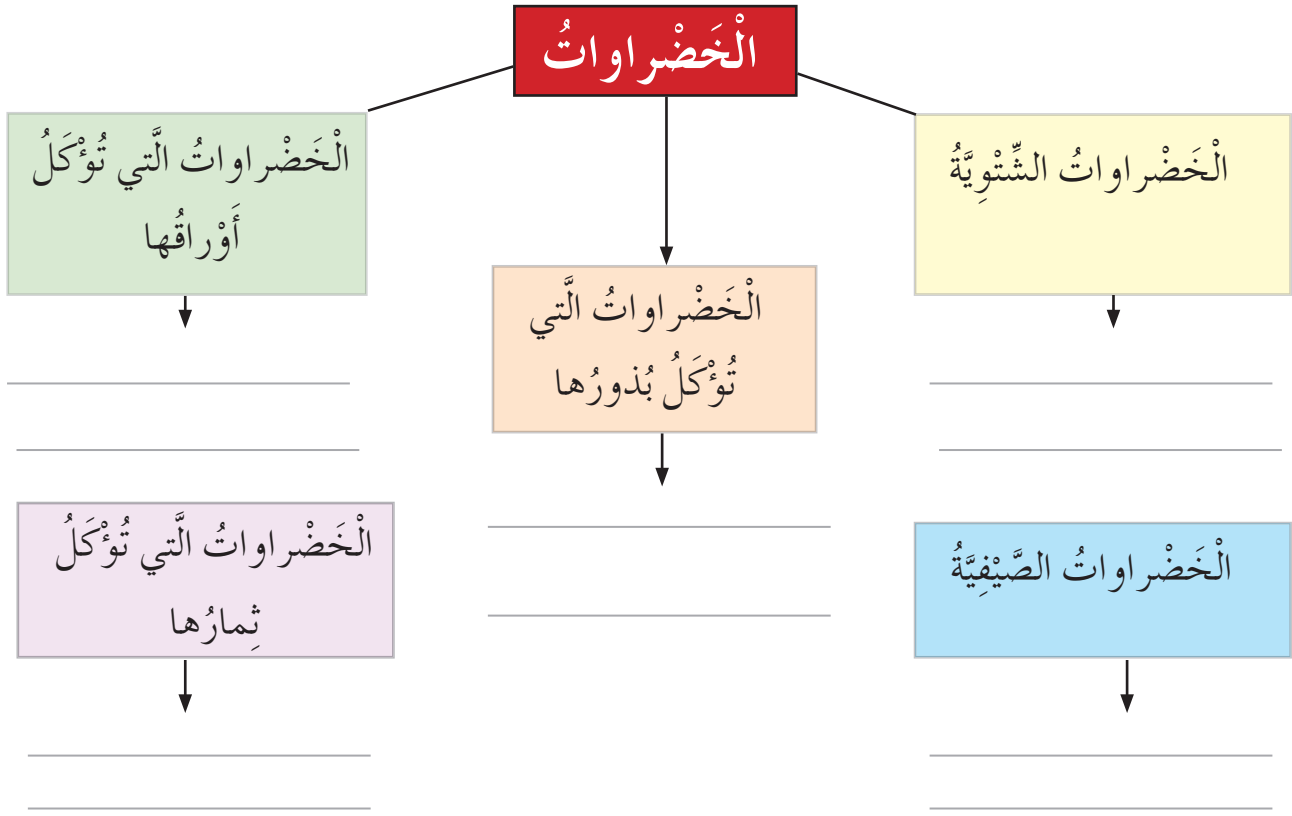 الْخَضْراواتُ
الْخَضْراواتُ الشِّتْوِيَّةُ
الْخَضْراواتُ الَّتي تُؤْكَلُ
أَوْراقُها
الْخَضْراواتُ الَّتي
تُؤْكَلُ بُذورُها
الْخَضْراواتُ الصَّيْفِيَّةُ
الْخَضْراواتُ الَّتي تُؤْكَلُ
ثِمارُها